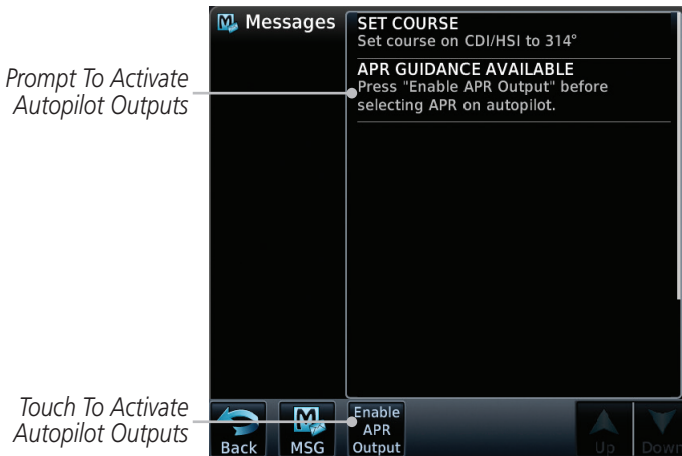 Messages
SET COURSE
Set course on CDI/HSI to 314°
APR GUIDANCE AVAILABLE
Press "Enable APR Output" before
selecting APR on autopilot.
Prompt To Activate
Autopilot Outputs
Touch To Activate
Autopilot Outputs
Back
MSG
Enable
APR
Output
Up
Down